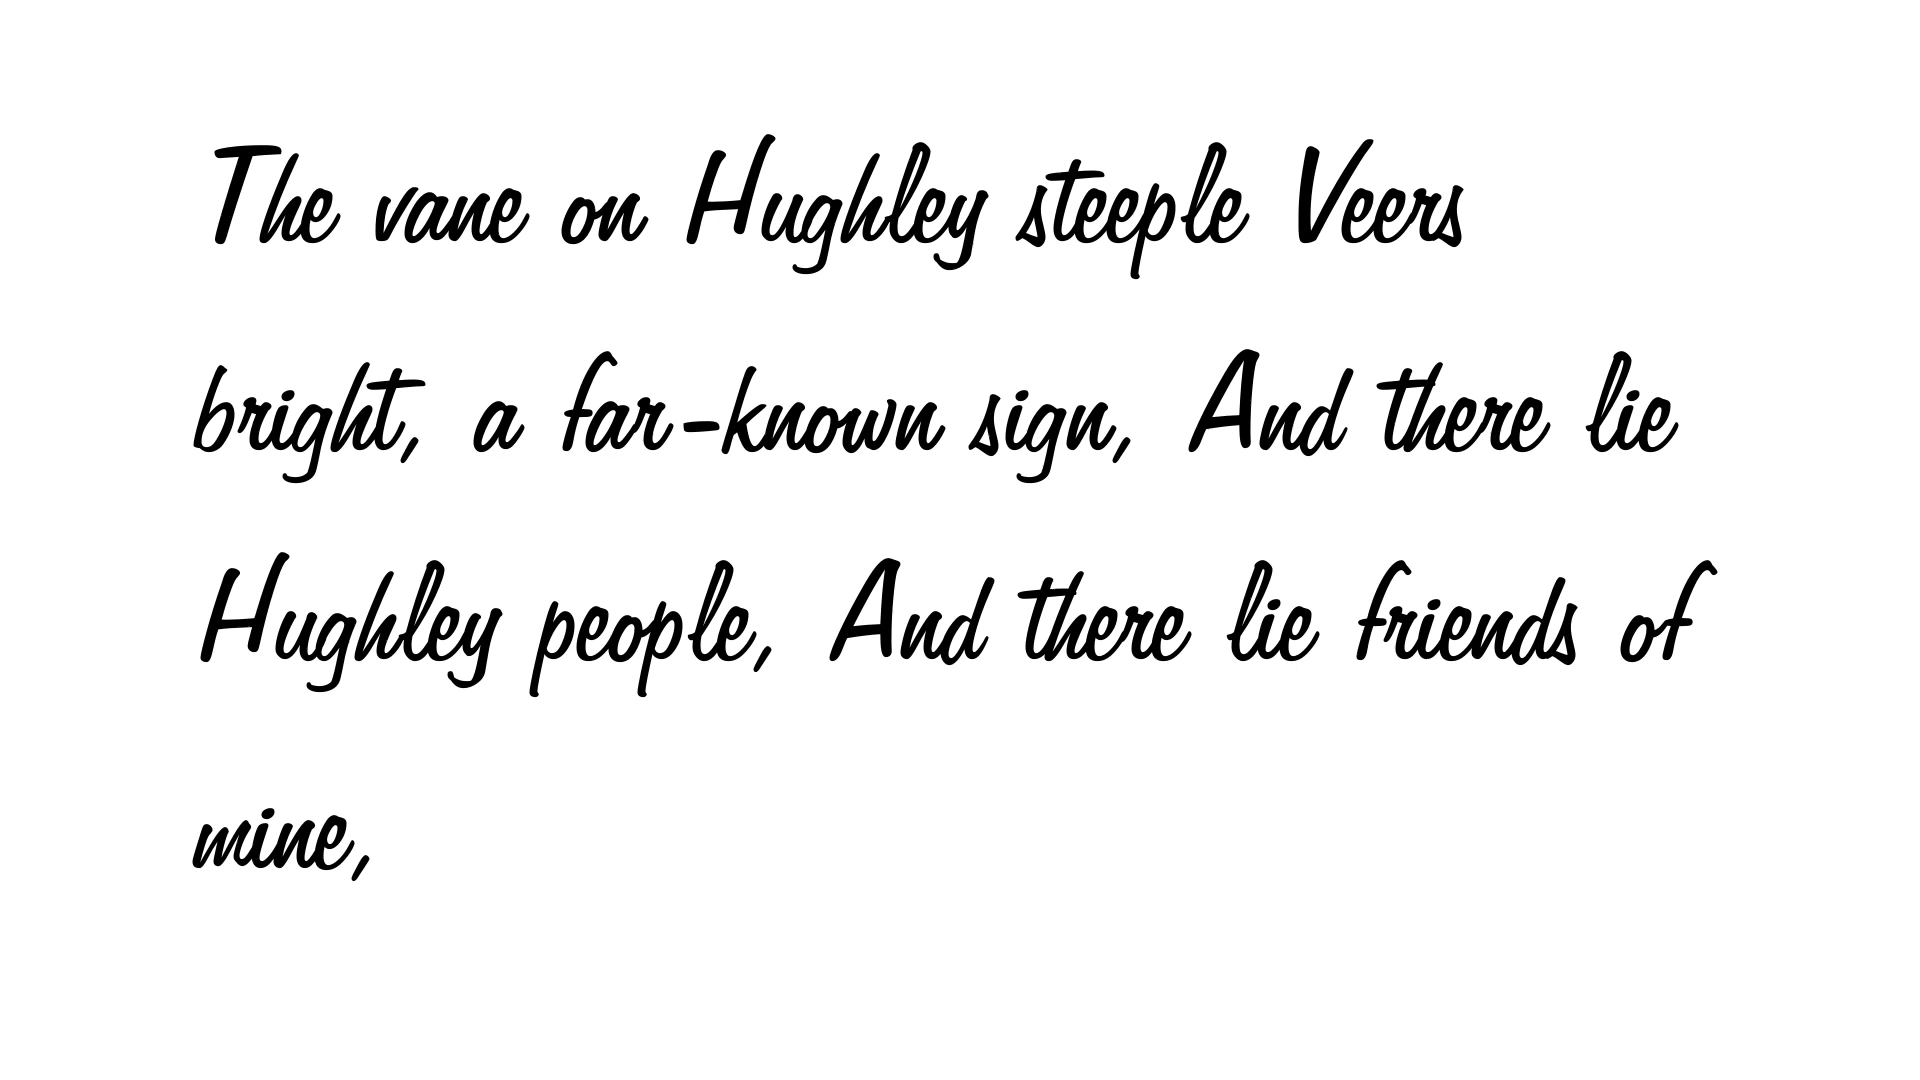 The vane on Hughley steeple Veers
bright, a far-known sign, And there lie
Hughley people, And there lie friends of
mine,